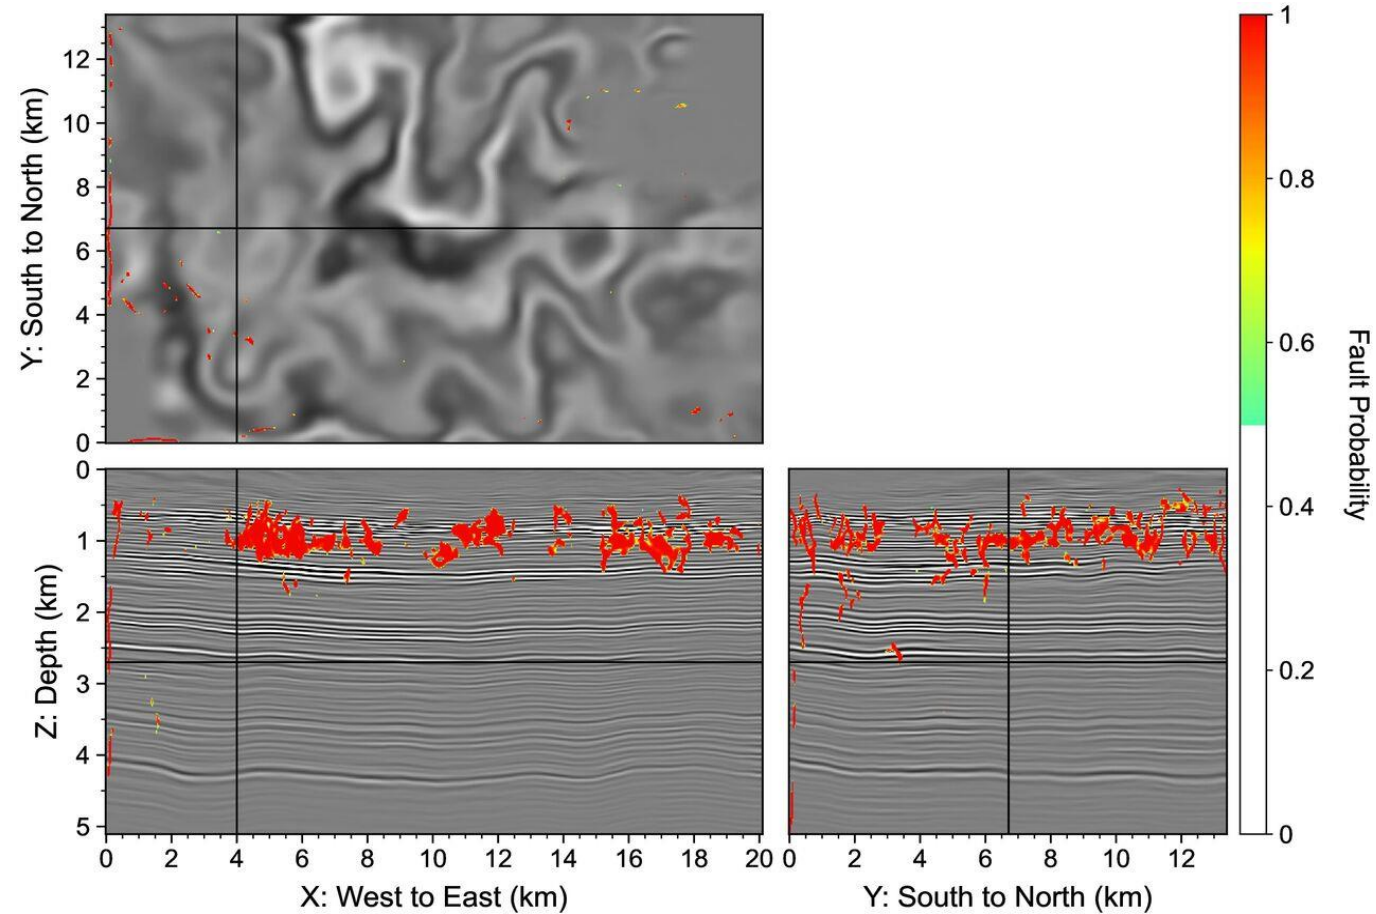 12
10
8
6
4
2
0
Y: South to North (km)
0
1
2
3
4
5
Z: Depth (km)
0 2 4 6 8 10 12 14 16 18 20
X: West to East (km)
0 2 4 6 8 10 12
Y: South to North (km)
1
0.8
0.6
0.4
0.2
0
Fault Probability